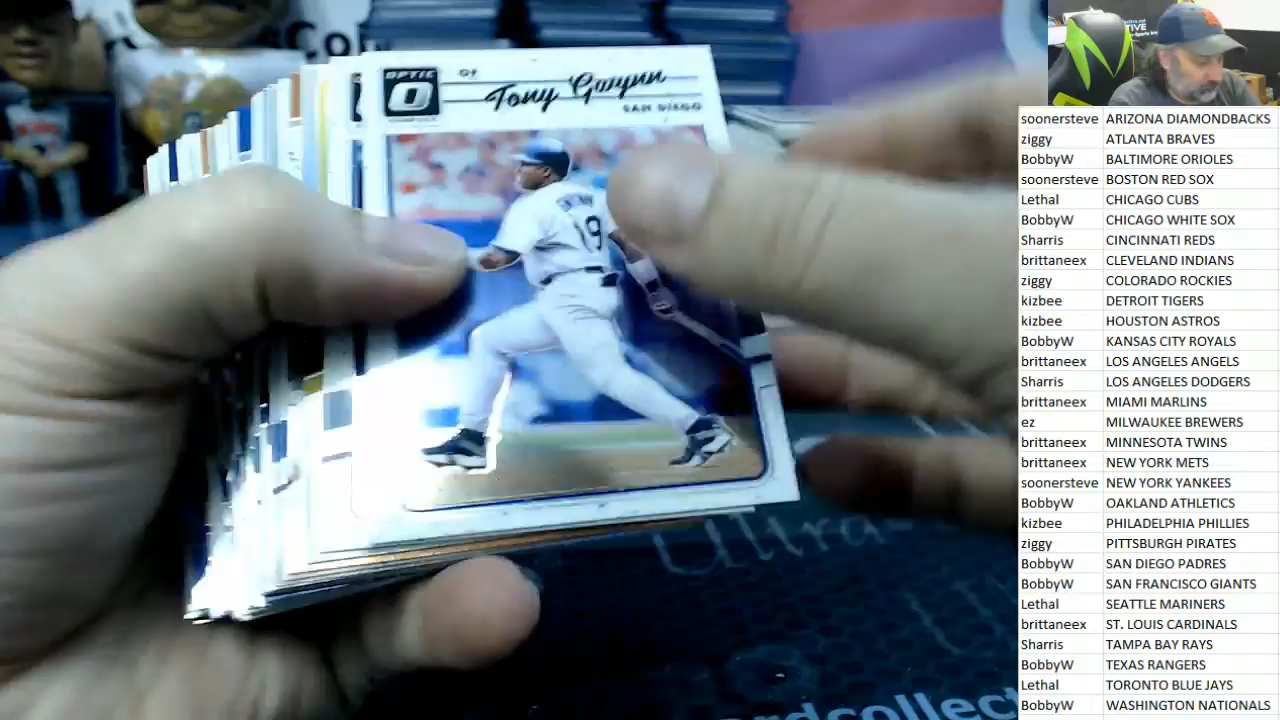 OPTIC
OF
Tony Gwynn
SAN DIEGO
19
Ultra
rdcollect
soonersteve ARIZONA DIAMONDBACKS
ziggy ATLANTA BRAVES
BobbyW BALTIMORE ORIOLES
soonersteve BOSTON RED SOX
Lethal CHICAGO CUBS
BobbyW CHICAGO WHITE SOX
Sharris CINCINNATI REDS
brittaneex CLEVELAND INDIANS
ziggy COLORADO ROCKIES
kizbee DETROIT TIGERS
kizbee HOUSTON ASTROS
BobbyW KANSAS CITY ROYALS
brittaneex LOS ANGELES ANGELS
Sharris LOS ANGELES DODGERS
brittaneex MIAMI MARLINS
ez MILWAUKEE BREWERS
brittaneex MINNESOTA TWINS
brittaneex NEW YORK METS
soonersteve NEW YORK YANKEES
BobbyW OAKLAND ATHLETICS
kizbee PHILADELPHIA PHILLIES
ziggy PITTSBURGH PIRATES
BobbyW SAN DIEGO PADRES
BobbyW SAN FRANCISCO GIANTS
Lethal SEATTLE MARINERS
brittaneex ST. LOUIS CARDINALS
Sharris TAMPA BAY RAYS
BobbyW TEXAS RANGERS
Lethal TORONTO BLUE JAYS
BobbyW WASHINGTON NATIONALS